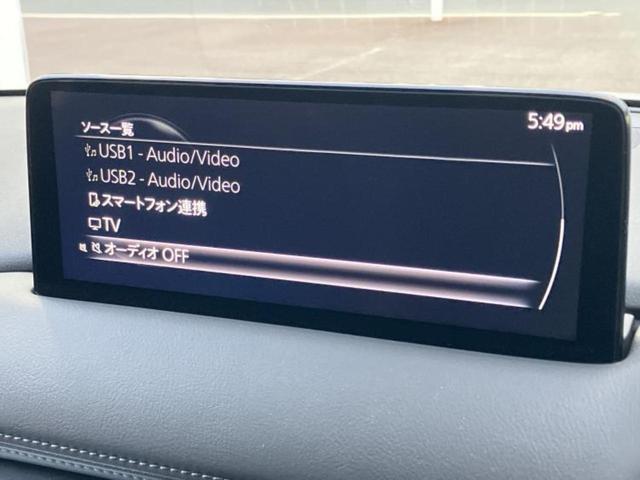 5:49pm
ソース一覧
USB1 - Audio/Video
USB2 - Audio/Video
スマートフォン連携
TV
オーディオ OFF